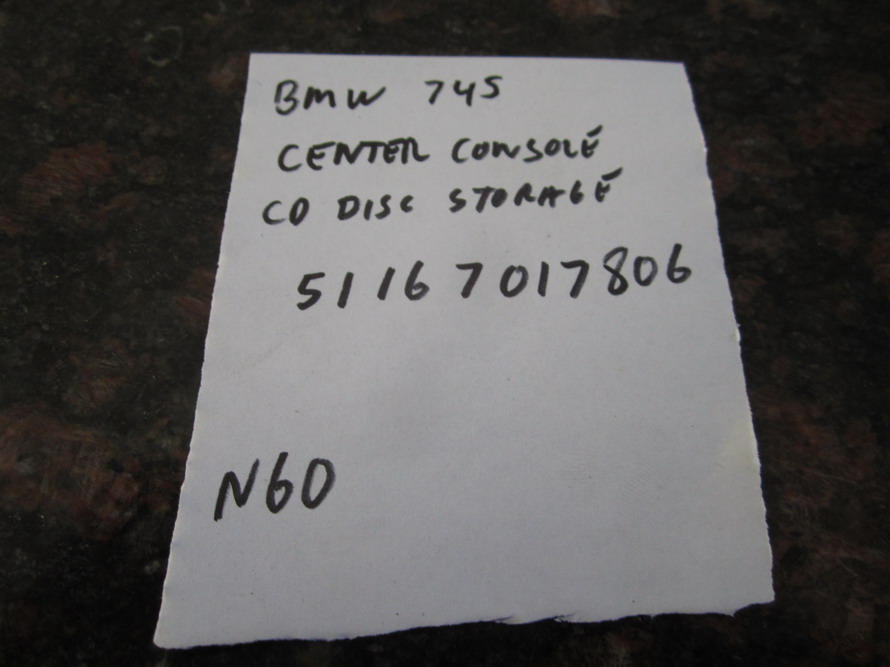 BMW 745
CENTER CONSOLE
CD DISC STORAGE
51167017806
N60